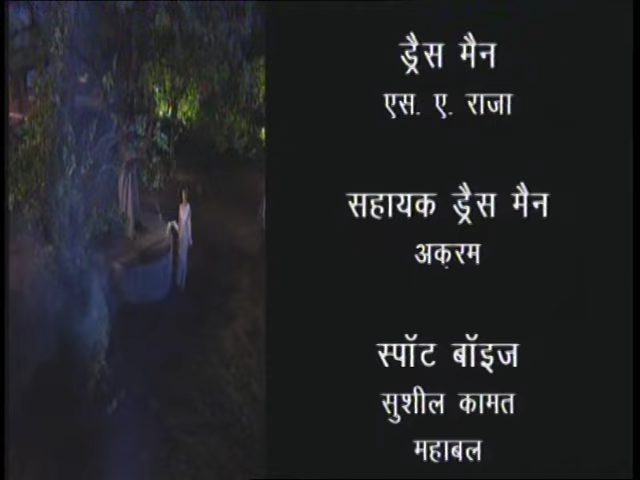 ड्रैस मैन
एस. ए. राजा
सहायक ड्रैस मैन
अक़रम
स्पॉट बॉइज
सुशील कामत
महाबल